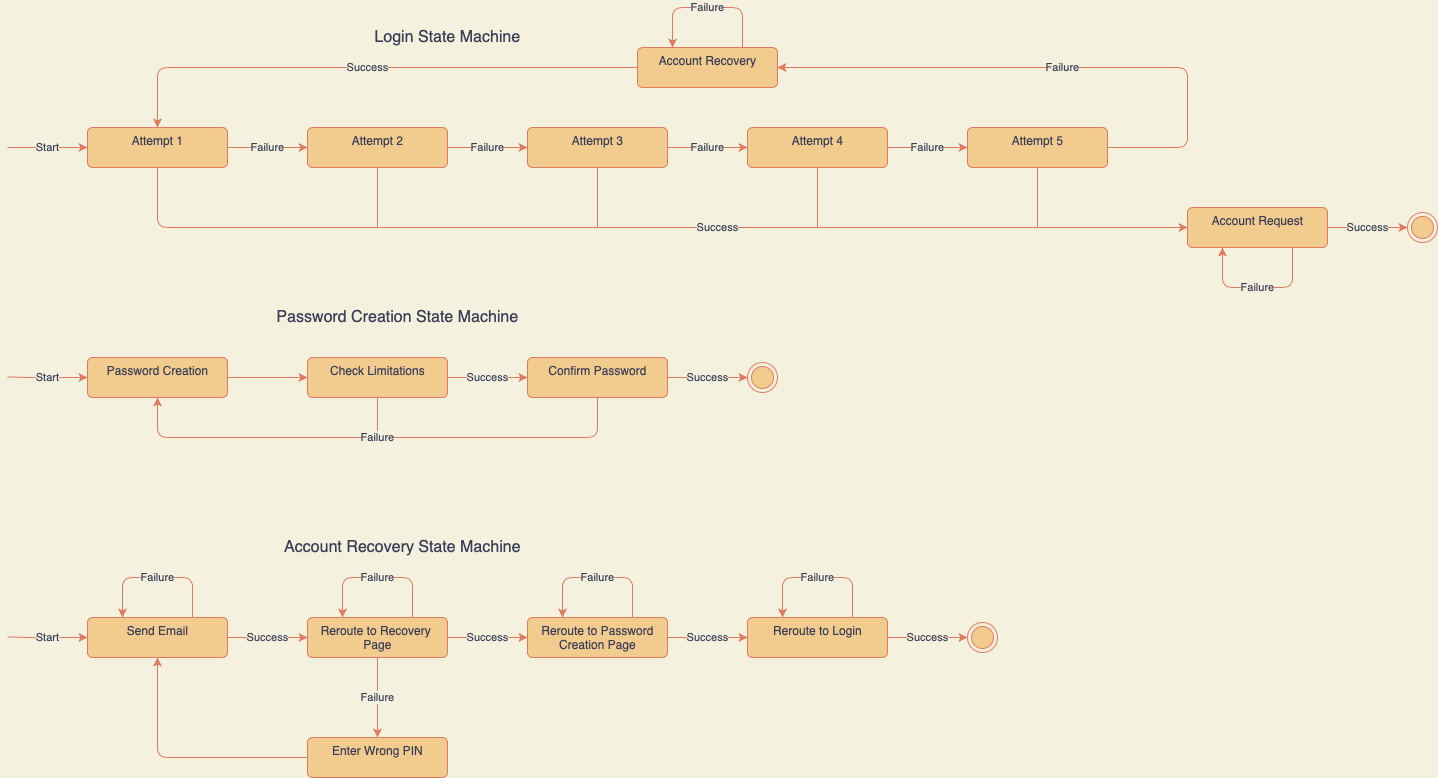 Failure
Login State Machine
Account Recovery
Success
Failure
Start
Attempt 1
Failure
Attempt 2
Failure
Attempt 3
Failure
Attempt 4
Failure
Attempt 5
Success
Account Request
Success
Failure
Password Creation State Machine
Start
Password Creation
Check Limitations
Success
Confirm Password
Success
Failure
Account Recovery State Machine
Failure
Failure
Failure
Failure
Start
Send Email
Success
Reroute to Recovery
Page
Success
Reroute to Password
Creation Page
Success
Reroute to Login
Success
Failure
Enter Wrong PIN